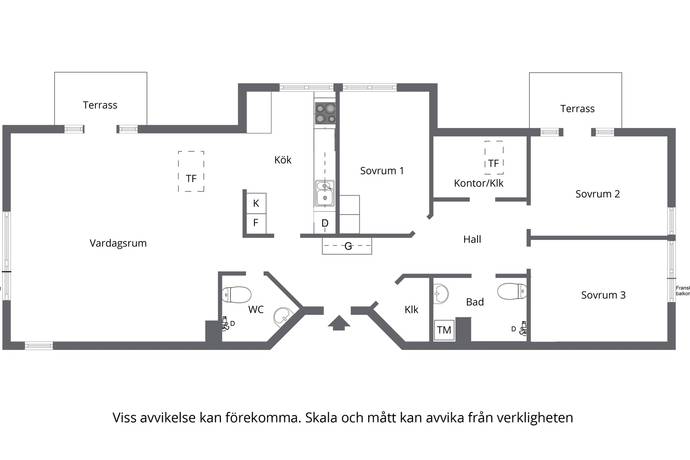 Terrass
Terrass
Kök
TF
Sovrum 1
TF
Kontor/Klk
Sovrum 2
K
F
D
Vardagsrum
G
Hall
Sovrum 3
Fransk
balkon
WC
D
Klk
Bad
TM
D
Viss avvikelse kan förekomma. Skala och mått kan avvika från verkligheten